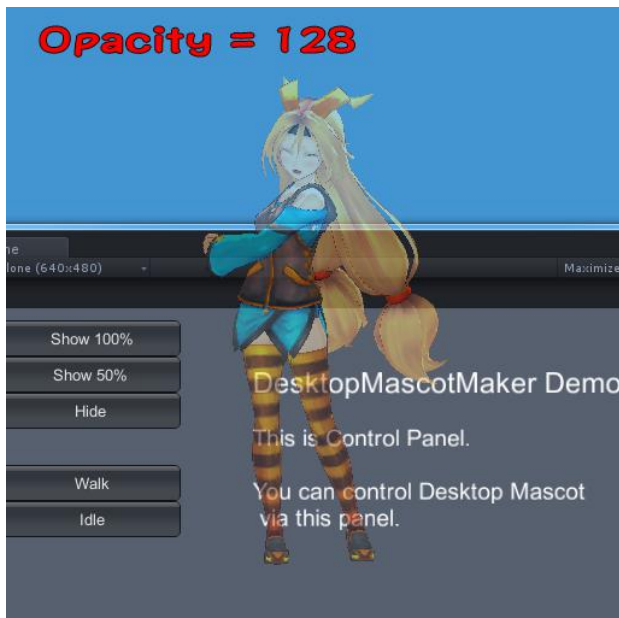 Opacity = 128
ne
lone (640x480)
Maximize
Show 100%
Show 50%
Hide
DesktopMascotMaker Demo
This is Control Panel.
Walk
You can control Desktop Mascot
Idle
via this panel.